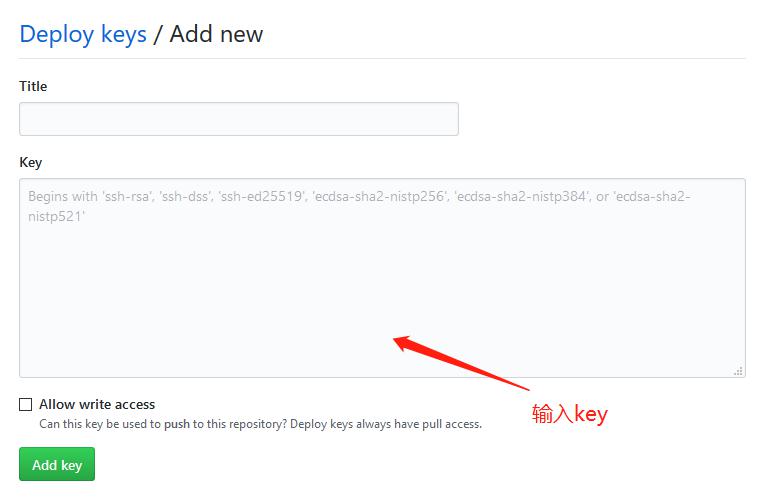 Deploy keys / Add new
Title
Key
Begins with 'ssh-rsa', 'ssh-dss', 'ssh-ed25519', 'ecdsa-sha2-nistp256', 'ecdsa-sha2-nistp384', or 'ecdsa-sha2-
nistp521'
输入key
Allow write access
Can this key be used to push to this repository? Deploy keys always have pull access.
Add key